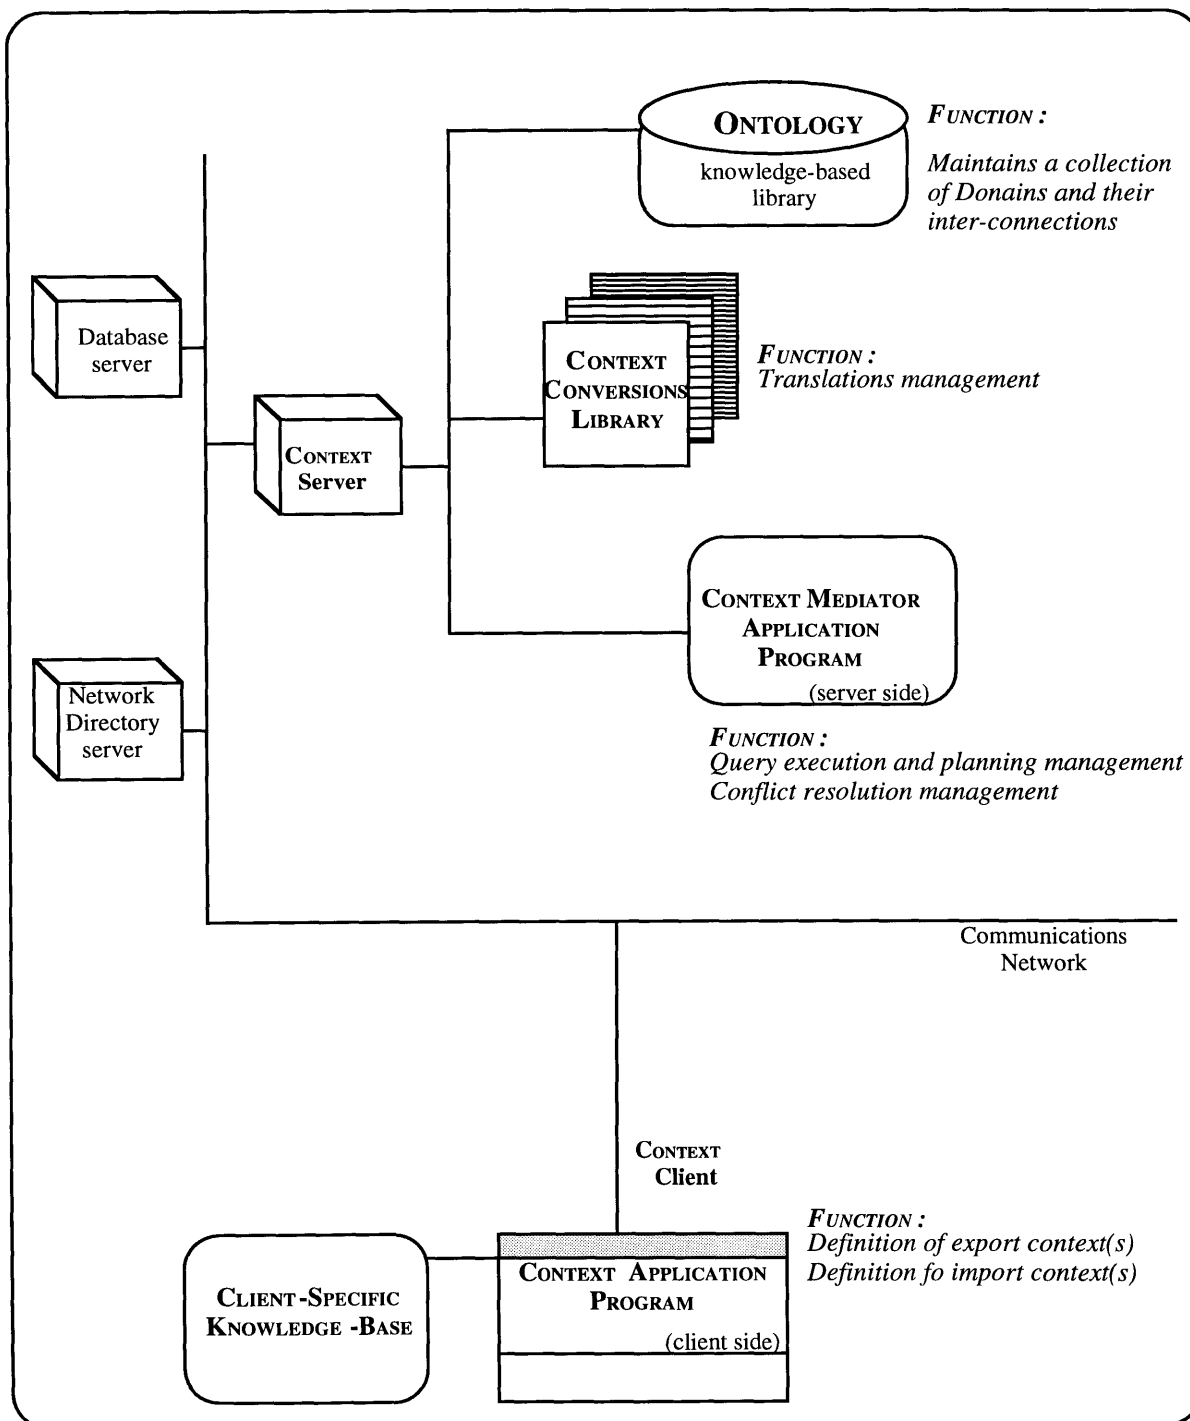 ONTOLOGY
knowledge-based
library
FUNCTION :
Maintains a collection
of Donains and their
inter-connections
Database
server
CONTEXT
CONVERSIONS
LIBRARY
FUNCTION :
Translations management
CONTEXT
Server
CONTEXT MEDIATOR
APPLICATION
PROGRAM
(server side)
Network
Directory
server
FUNCTION :
Query execution and planning management
Conflict resolution management
Communications
Network
CONTEXT
Client
FUNCTION :
Definition of export context(s)
Definition fo import context(s)
CONTEXT APPLICATION
PROGRAM
(client side)
CLIENT-SPECIFIC
KNOWLEDGE -BASE